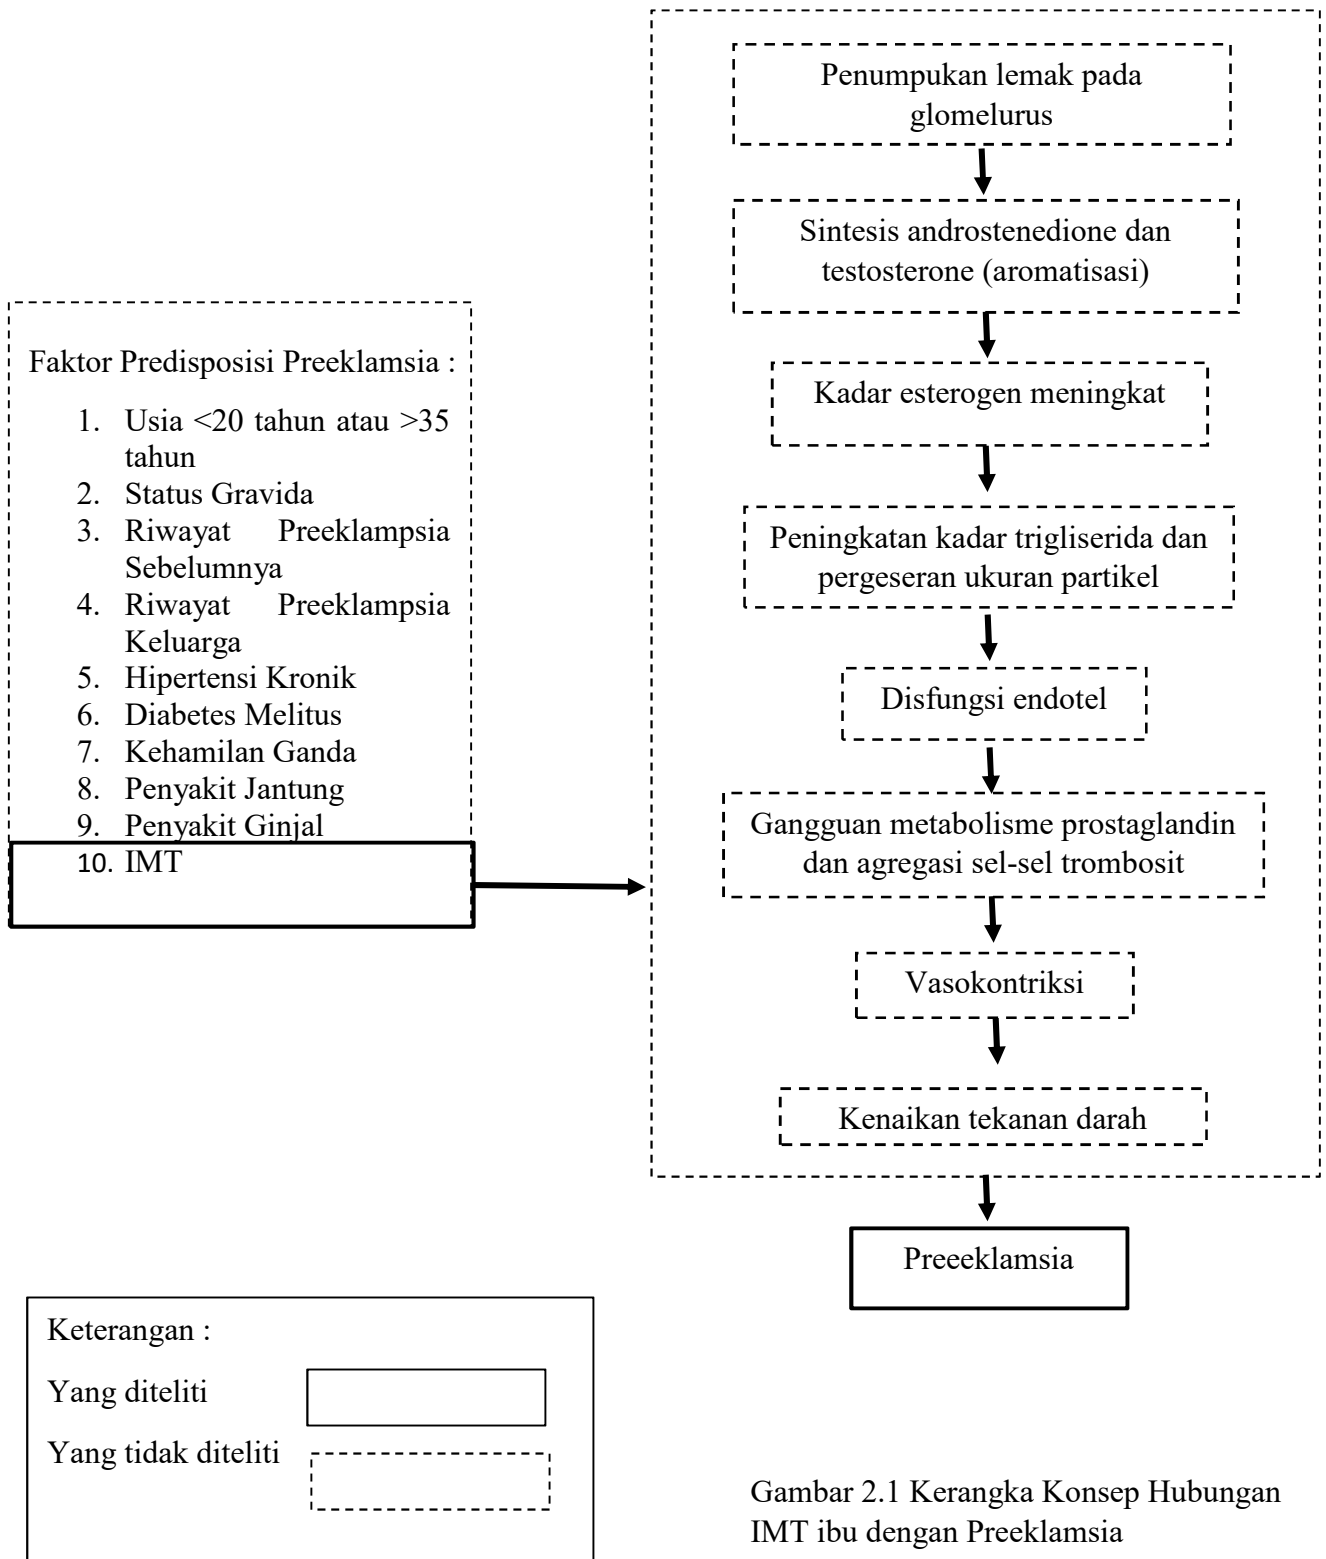 Faktor Predisposisi Preeklamsia :
1. Usia <20 tahun atau >35
tahun
2. Status Gravida
3. Riwayat Preeklampsia
Sebelumnya
4. Riwayat Preeklampsia
Keluarga
5. Hipertensi Kronik
6. Diabetes Melitus
7. Kehamilan Ganda
8. Penyakit Jantung
9. Penyakit Ginjal
10. IMT
Penumpukan lemak pada
glomelurus
Sintesis androstenedione dan
testosterone (aromatisasi)
Kadar esterogen meningkat
Peningkatan kadar trigliserida dan
pergeseran ukuran partikel
Disfungsi endotel
Gangguan metabolisme prostaglandin
dan agregasi sel-sel trombosit
Vasokontriksi
Kenaikan tekanan darah
Preeeklamsia
Keterangan :
Yang diteliti
Yang tidak diteliti
Gambar 2.1 Kerangka Konsep Hubungan
IMT ibu dengan Preeklamsia